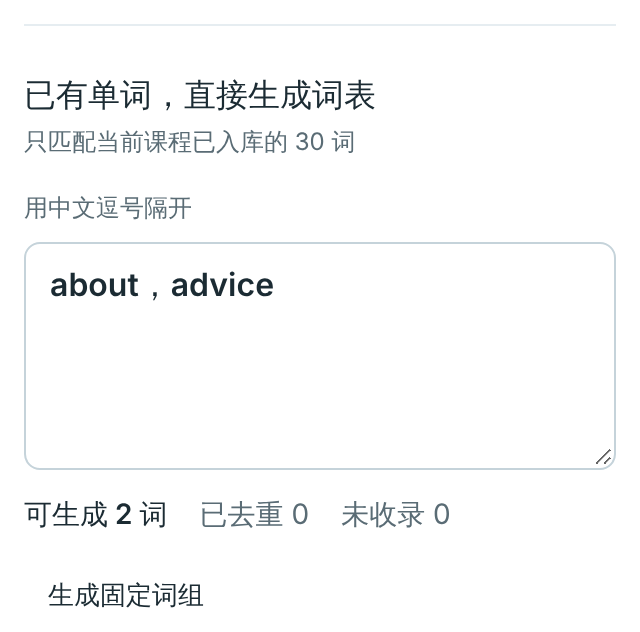 已有单词，直接生成词表
只匹配当前课程已入库的 30 词
用中文逗号隔开
about，advice
可生成 2 词 已去重 0 未收录 0
生成固定词组